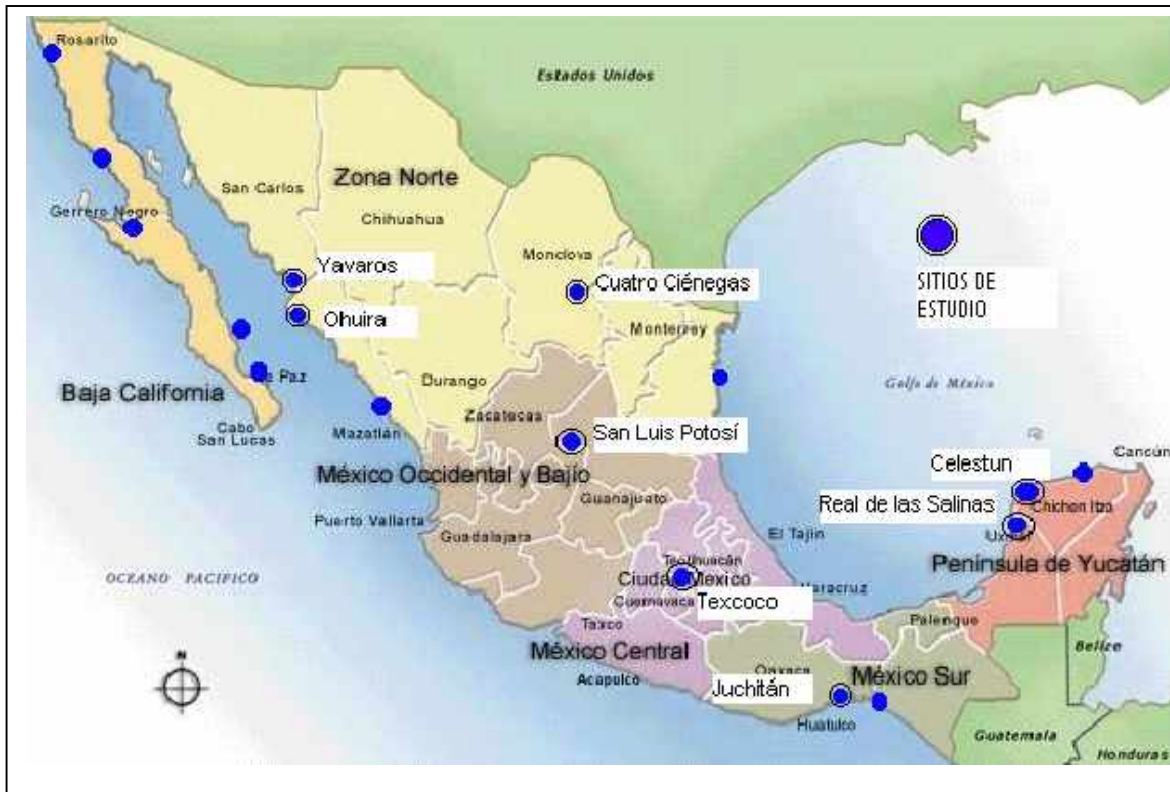 Rosarito
Estados Unidos
Zona Norte
San Carlos
Chihuahua
Gerrero Negro
Monclova
Yavaros
Cuatro Ciénegas
SITIOS DE
ESTUDIO
Olhuira
Monterrey
La Paz
Durango
Golfo de México
Baja California
Zacatecas
Cabo
San Lucas
Mazatlán
San Luis Potosí
Cancún
Celestun
México Occidental y Bajío
Guanajuato
Real de las Salinas
Chichen Itza
Puerto Vallarta
Guadalajara
El Tajin
Uxmal
Península de Yucatán
OCEANO PACIFICO
Teotihuacán
Ciudad México
Veracruz
Cuernavaca
Texcoco
Taxco
Palenque
Belize
México Central
N
Oaxaca
México Sur
Acapulco
Juchitán
Huatulco
Guatemala
Honduras